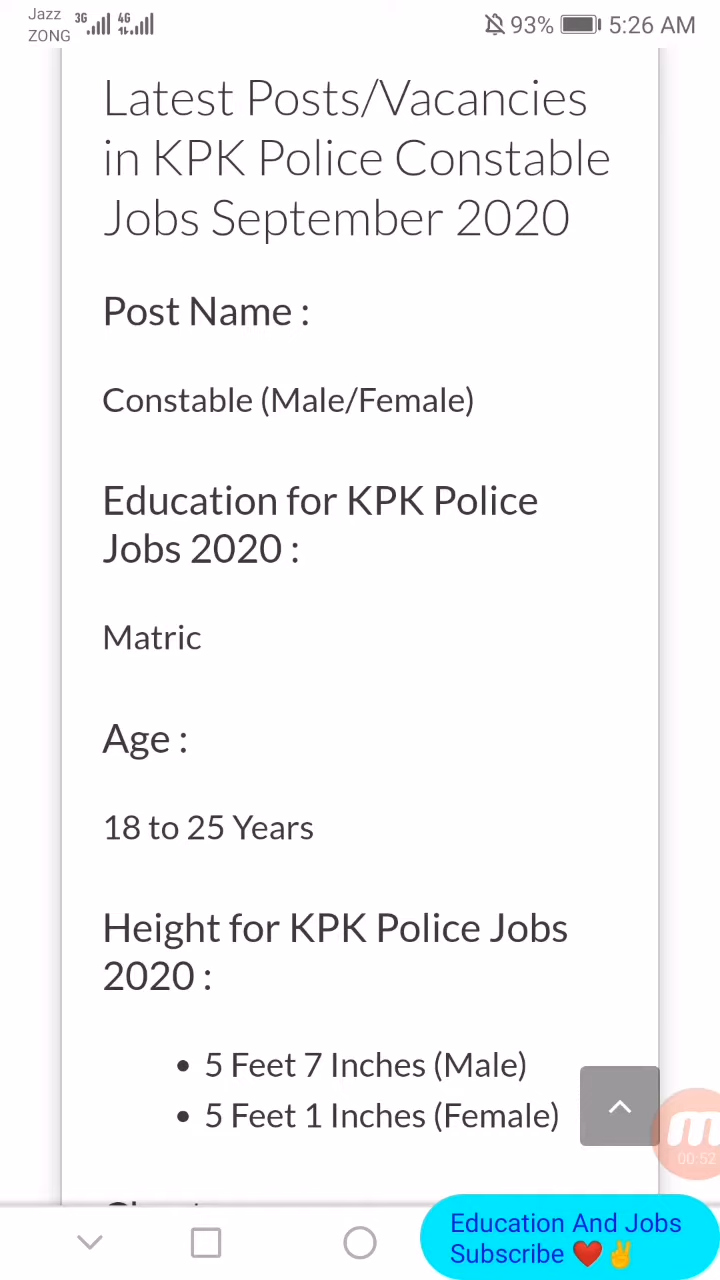 Jazz 3G 4G 93% 5:26 AM
ZONG
Latest Posts/Vacancies
in KPK Police Constable
Jobs September 2020
Post Name :
Constable (Male/Female)
Education for KPK Police
Jobs 2020 :
Matric
Age :
18 to 25 Years
Height for KPK Police Jobs
2020 :
• 5 Feet 7 Inches (Male)
• 5 Feet 1 Inches (Female)
00:52
Education And Jobs
Subscribe ❤️✌️